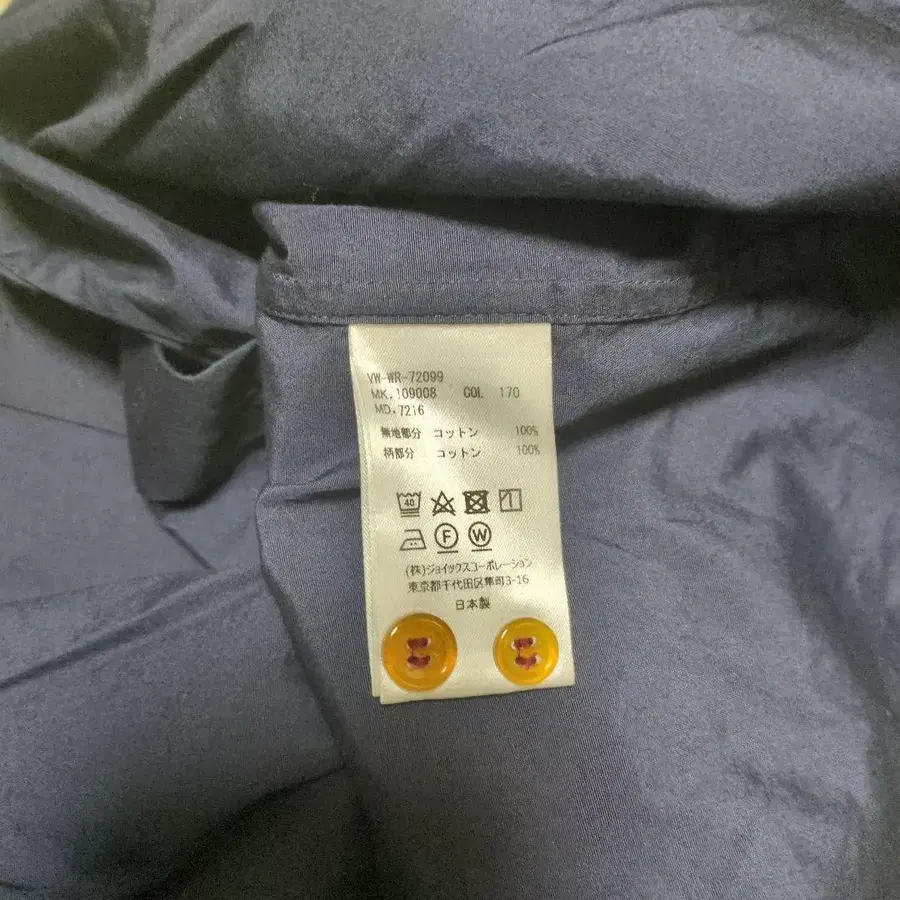 VW-WR-72099
MK.109008 COL 170
MD.7216
無地部分 コットン 100%
柄部分 コットン 100%
40
F W
(株)ジョイックスコーポレーション
東京都千代田区隼町3-16
日本製